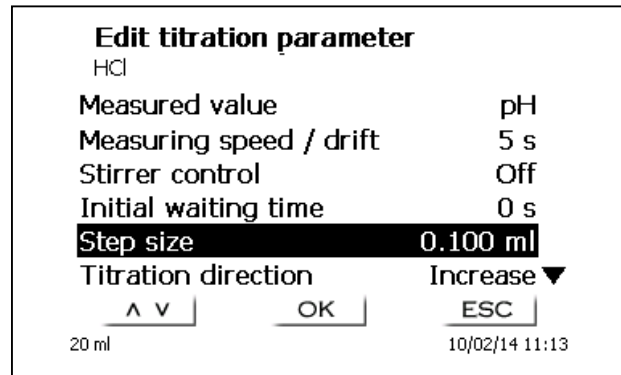 Edit titration parameter
HCl
Measured value pH
Measuring speed / drift 5 s
Stirrer control Off
Initial waiting time 0 s
Step size 0.100 ml
Titration direction Increase ▼
∧ ∨ OK ESC
20 ml 10/02/14 11:13